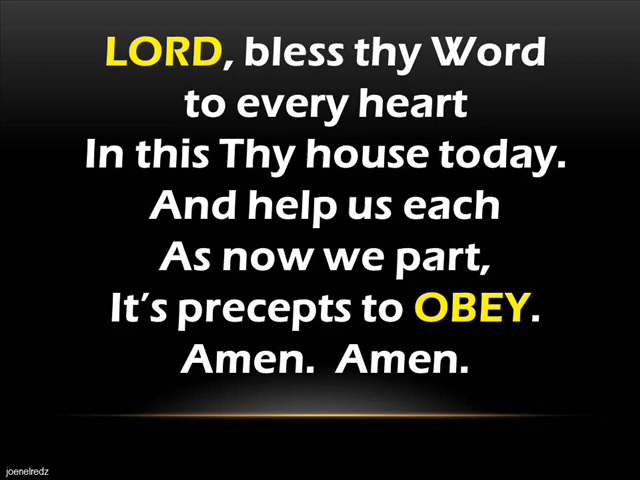 LORD, bless thy Word
to every heart
In this Thy house today.
And help us each
As now we part,
It's precepts to OBEY.
Amen.  Amen.
joenelredz